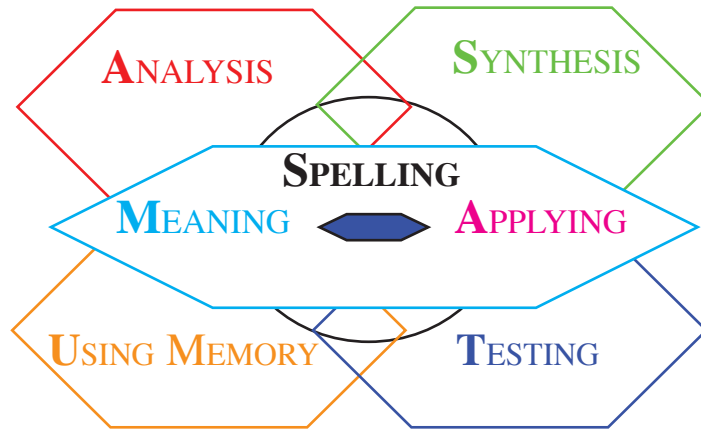 ANALYSIS
SYNTHESIS
SPELLING
MEANING
APPLYING
USING MEMORY
TESTING